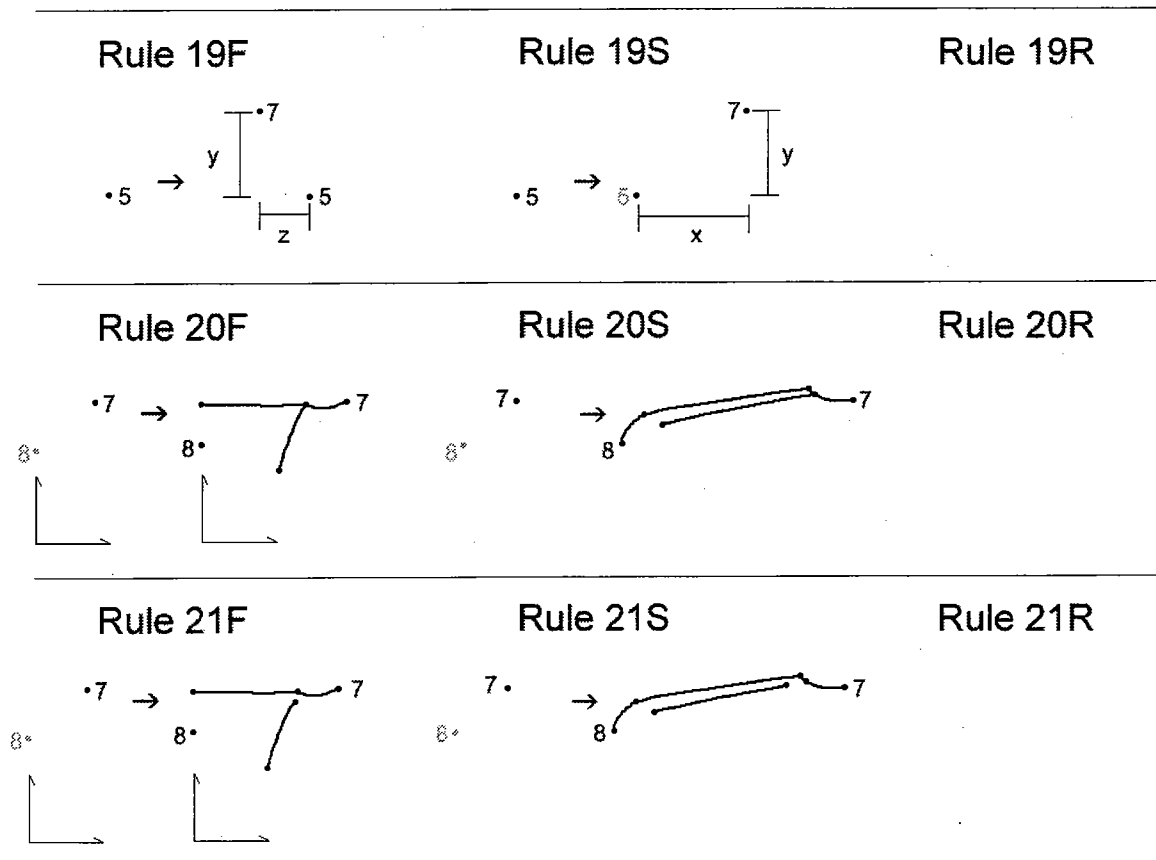 Rule 19F Rule 19S Rule 19R
7 7
y y
5 → 5 5 → 5
z x
Rule 20F Rule 20S Rule 20R
7 → 7 7 → 7
8 8 8 8
Rule 21F Rule 21S Rule 21R
7 → 7 7 → 7
8 8 8 8